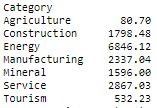 Category
Agriculture 80.70
Construction 1798.48
Energy 6846.12
Manufacturing 2337.04
Mineral 1596.00
Service 2867.03
Tourism 532.23